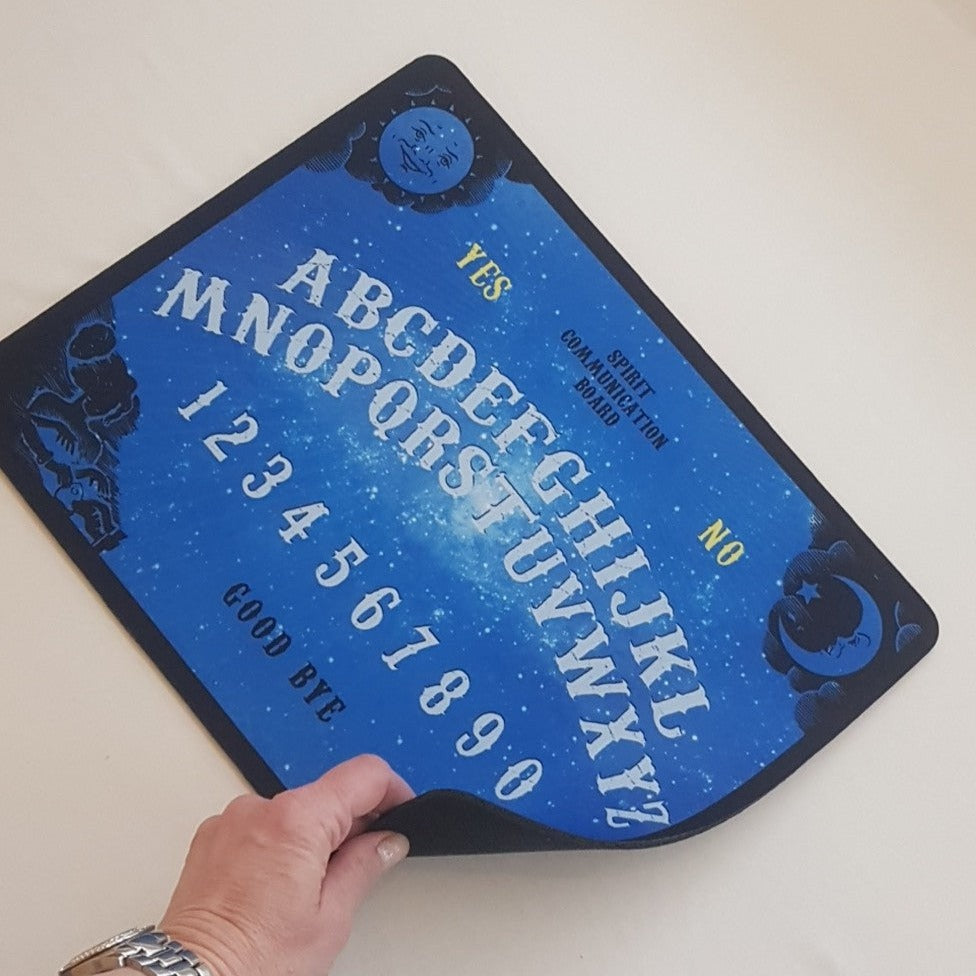 YES
SPIRIT
COMMUNICATION
BOARD
NO
ABCDEFGHIJKL
MNOPQRSTUVWXYZ
1234567890
GOOD BYE